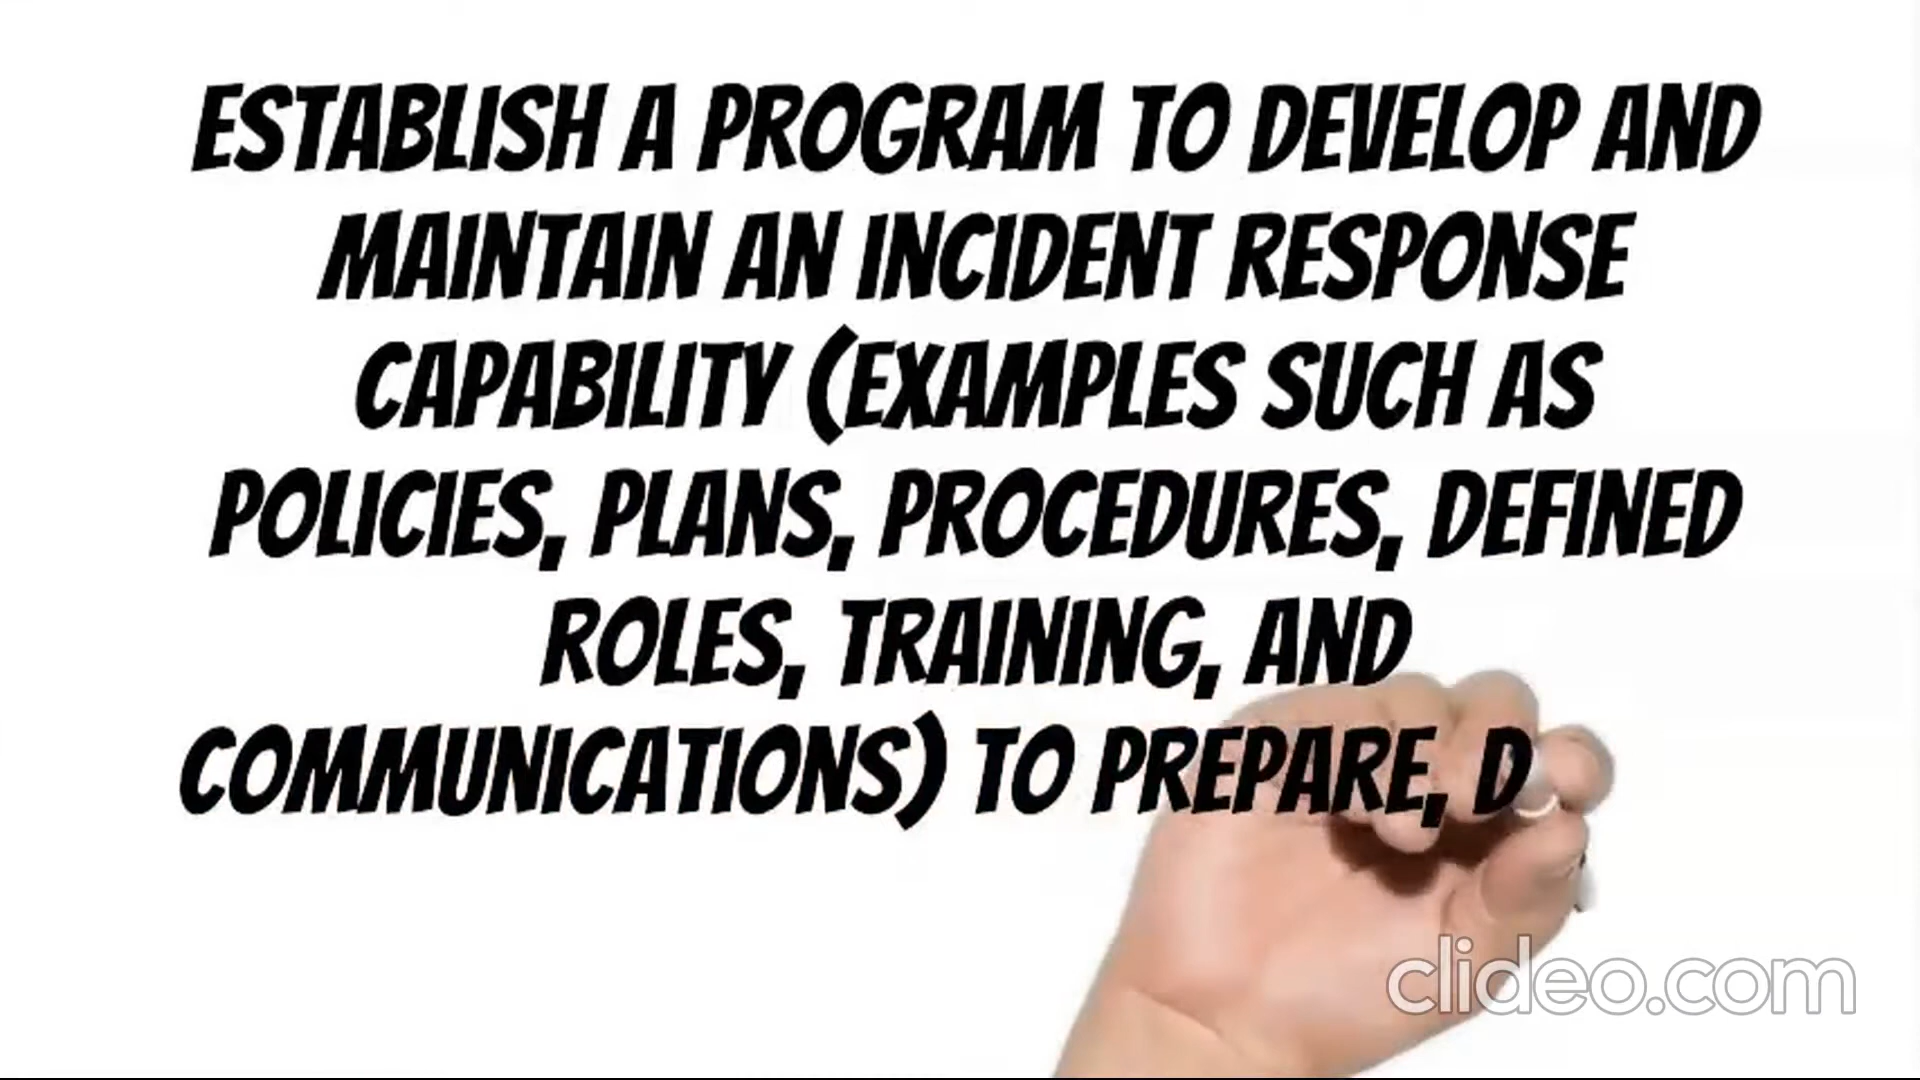 ESTABLISH A PROGRAM TO DEVELOP AND
MAINTAIN AN INCIDENT RESPONSE
CAPABILITY (EXAMPLES SUCH AS
POLICIES, PLANS, PROCEDURES, DEFINED
ROLES, TRAINING, AND
COMMUNICATIONS) TO PREPARE, D
clideo.com